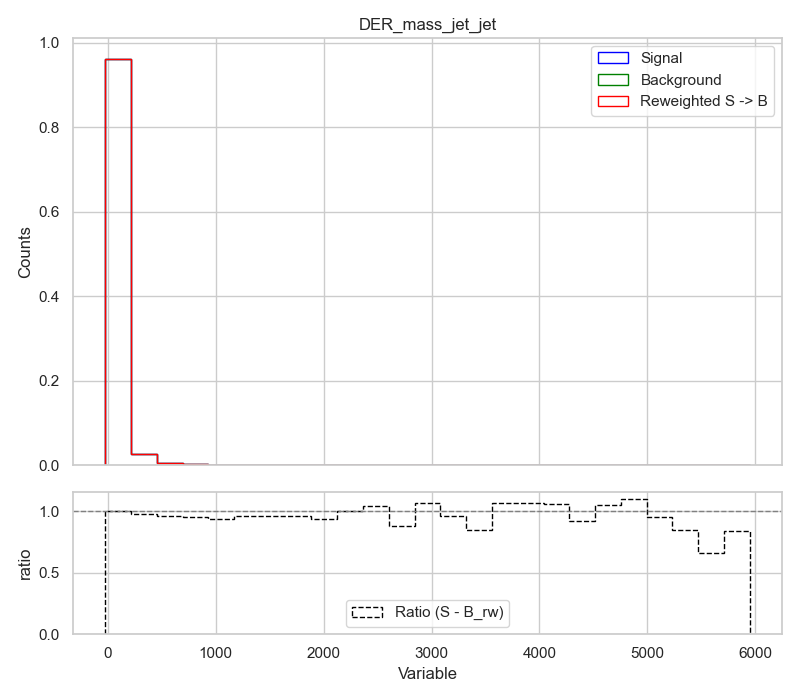 DER_mass_jet_jet
1.0
0.8
0.6
0.4
0.2
0.0
Counts
Signal
Background
Reweighted S -> B
1.0
0.5
0.0
ratio
Ratio (S - B_rw)
0 1000 2000 3000 4000 5000 6000
Variable